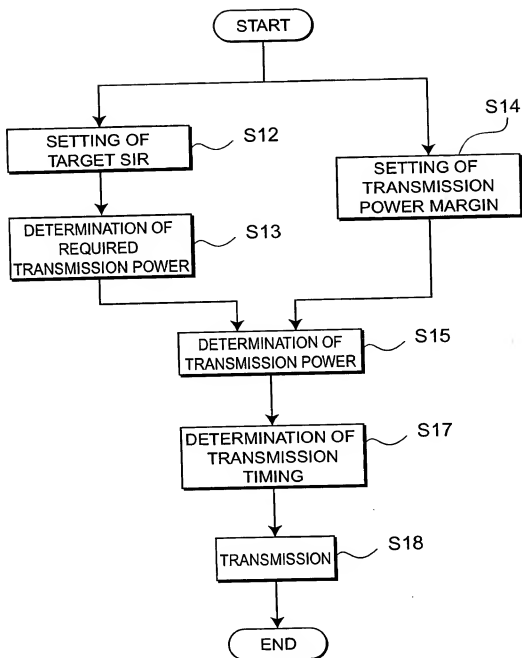 START
S12
SETTING OF
TARGET SIR
S14
SETTING OF
TRANSMISSION
POWER MARGIN
S13
DETERMINATION OF
REQUIRED
TRANSMISSION POWER
S15
DETERMINATION OF
TRANSMISSION POWER
S17
DETERMINATION OF
TRANSMISSION
TIMING
S18
TRANSMISSION
END